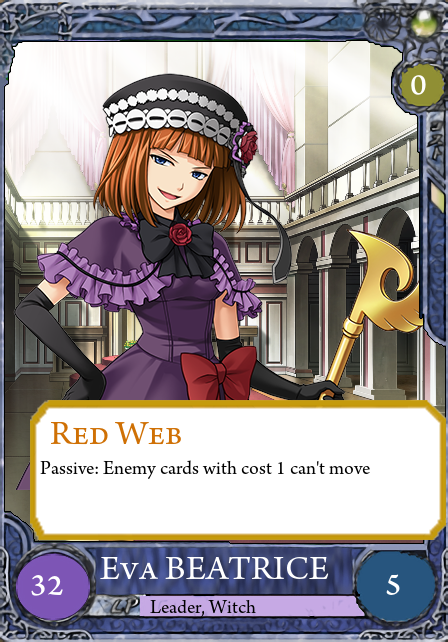 0
Red Web
Passive: Enemy cards with cost 1 can't move
32
Eva BEATRICE
5
LP
Leader, Witch